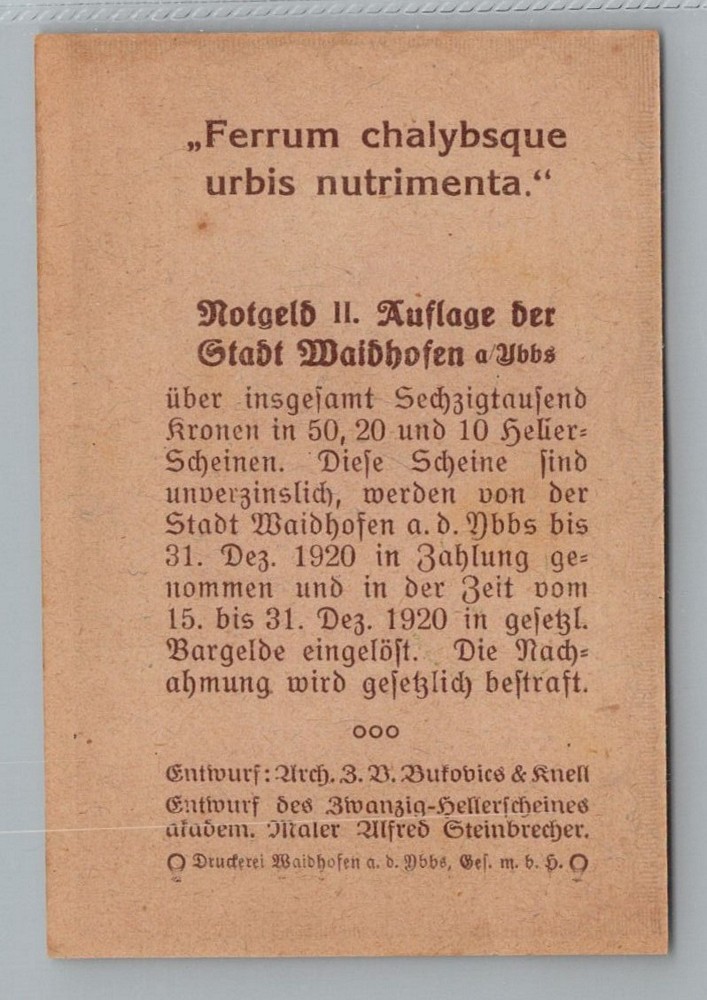 „Ferrum chalybsque
urbis nutrimenta.“
Notgeld II. Auflage der
Stadt Waidhofen a/Ybbs
über insgesamt Sechzigtausend
Kronen in 50, 20 und 10 Heller-
Scheinen. Diese Scheine sind
unverzinslich, werden von der
Stadt Waidhofen a. d. Ybbs bis
31. Dez. 1920 in Zahlung ge-
nommen und in der Zeit vom
15. bis 31. Dez. 1920 in gesetzl.
Bargelde eingelöst. Die Nach-
ahmung wird gesetzlich bestraft.
ooo
Entwurf: Arch. Z. V. Bukovics & Knell
Entwurf des Zwanzig-Hellerscheines
akadem. Maler Alfred Steinbrecher.
Druckerei Waidhofen a. d. Ybbs, Ges. m. b. H.